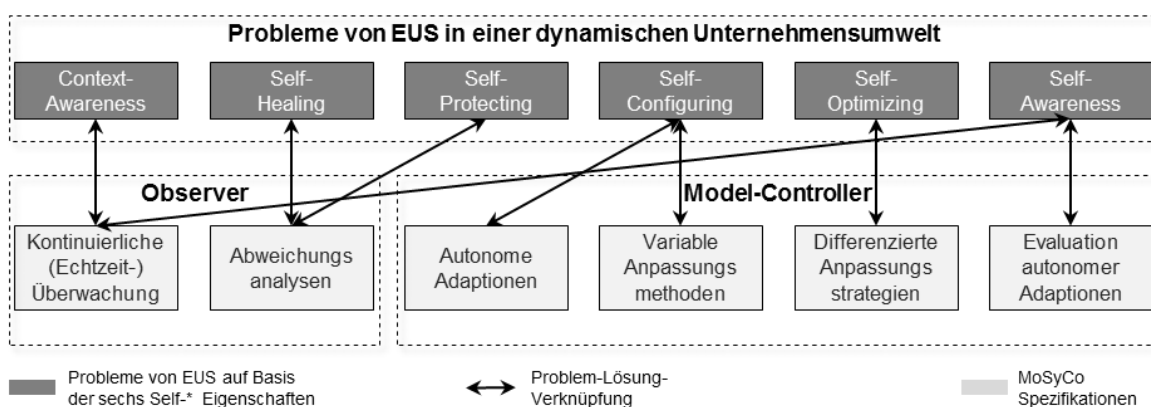 Probleme von EUS in einer dynamischen Unternehmensumwelt
Context-
Awareness
Self-
Healing
Self-
Protecting
Self-
Configuring
Self-
Optimizing
Self-
Awareness
Observer
Kontinuierliche
(Echtzeit-)
Überwachung
Abweichungs
analysen
Model-Controller
Autonome
Adaptionen
Variable
Anpassungs
methoden
Differenzierte
Anpassungs
strategien
Evaluation
autonomer
Adaptionen
Probleme von EUS auf Basis
der sechs Self-* Eigenschaften
Problem-Lösung-
Verknüpfung
MoSyCo
Spezifikationen